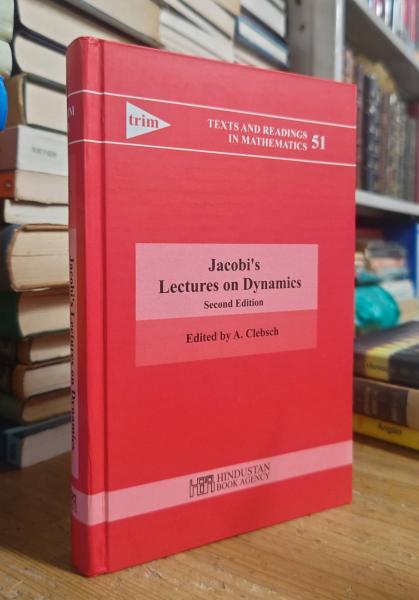 trim
TEXTS AND READINGS
IN MATHEMATICS 51
Jacobi's
Lectures on Dynamics
Second Edition
Edited by A. Clebsch
HINDUSTAN
BOOK AGENCY
Jacobi's Lectures on Dynamics